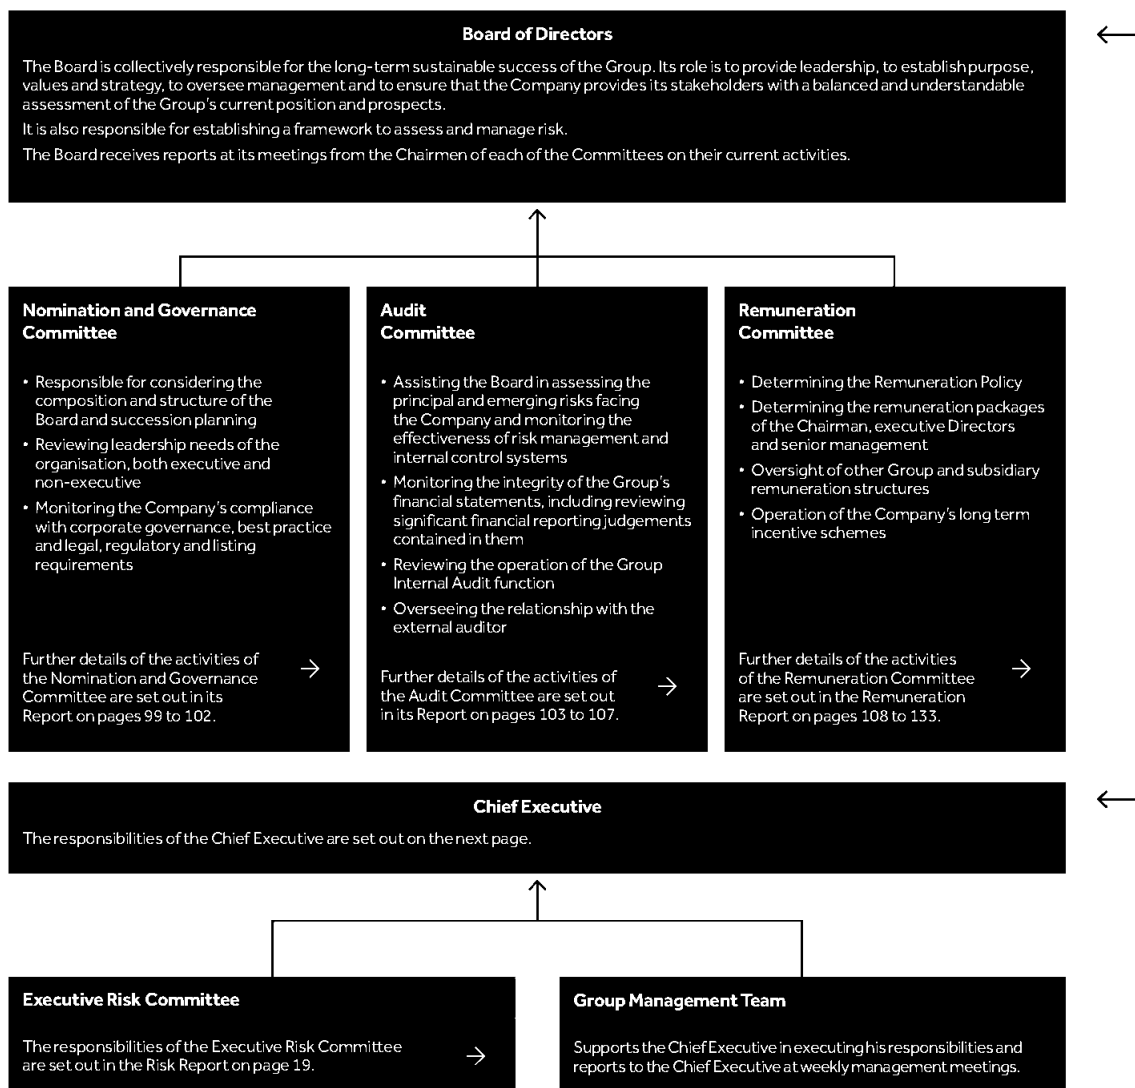 Board of Directors
The Board is collectively responsible for the long-term sustainable success of the Group. Its role is to provide leadership, to establish purpose,
values and strategy, to oversee management and to ensure that the Company provides its stakeholders with a balanced and understandable
assessment of the Group's current position and prospects.
It is also responsible for establishing a framework to assess and manage risk.
The Board receives reports at its meetings from the Chairmen of each of the Committees on their current activities.
Nomination and Governance
Committee
• Responsible for considering the
composition and structure of the
Board and succession planning
• Reviewing leadership needs of the
organisation, both executive and
non-executive
• Monitoring the Company's compliance
with corporate governance, best practice
and legal, regulatory and listing
requirements
Further details of the activities of
the Nomination and Governance
Committee are set out in its
Report on pages 99 to 102.
Audit
Committee
• Assisting the Board in assessing the
principal and emerging risks facing
the Company and monitoring the
effectiveness of risk management and
internal control systems
• Monitoring the integrity of the Group's
financial statements, including reviewing
significant financial reporting judgements
contained in them
• Reviewing the operation of the Group
Internal Audit function
• Overseeing the relationship with the
external auditor
Further details of the activities of
the Audit Committee are set out
in its Report on pages 103 to 107.
Remuneration
Committee
• Determining the Remuneration Policy
• Determining the remuneration packages
of the Chairman, executive Directors
and senior management
• Oversight of other Group and subsidiary
remuneration structures
• Operation of the Company's long term
incentive schemes
Further details of the activities
of the Remuneration Committee
are set out in the Remuneration
Report on pages 108 to 133.
Chief Executive
The responsibilities of the Chief Executive are set out on the next page.
Executive Risk Committee
The responsibilities of the Executive Risk Committee
are set out in the Risk Report on page 19.
Group Management Team
Supports the Chief Executive in executing his responsibilities and
reports to the Chief Executive at weekly management meetings.